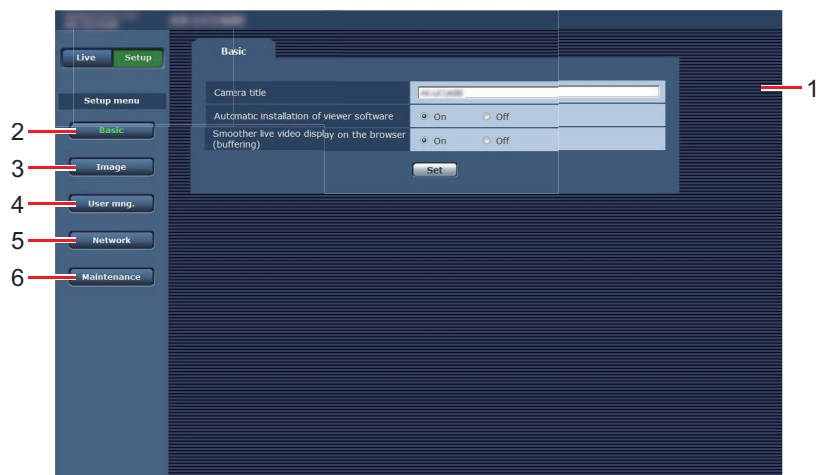 Live Setup
Basic
Setup menu
Camera title
Automatic installation of viewer software On Off
Smoother live video display on the browser
(buffering) On Off
Set
Basic
Image
User mng.
Network
Maintenance
1
2
3
4
5
6